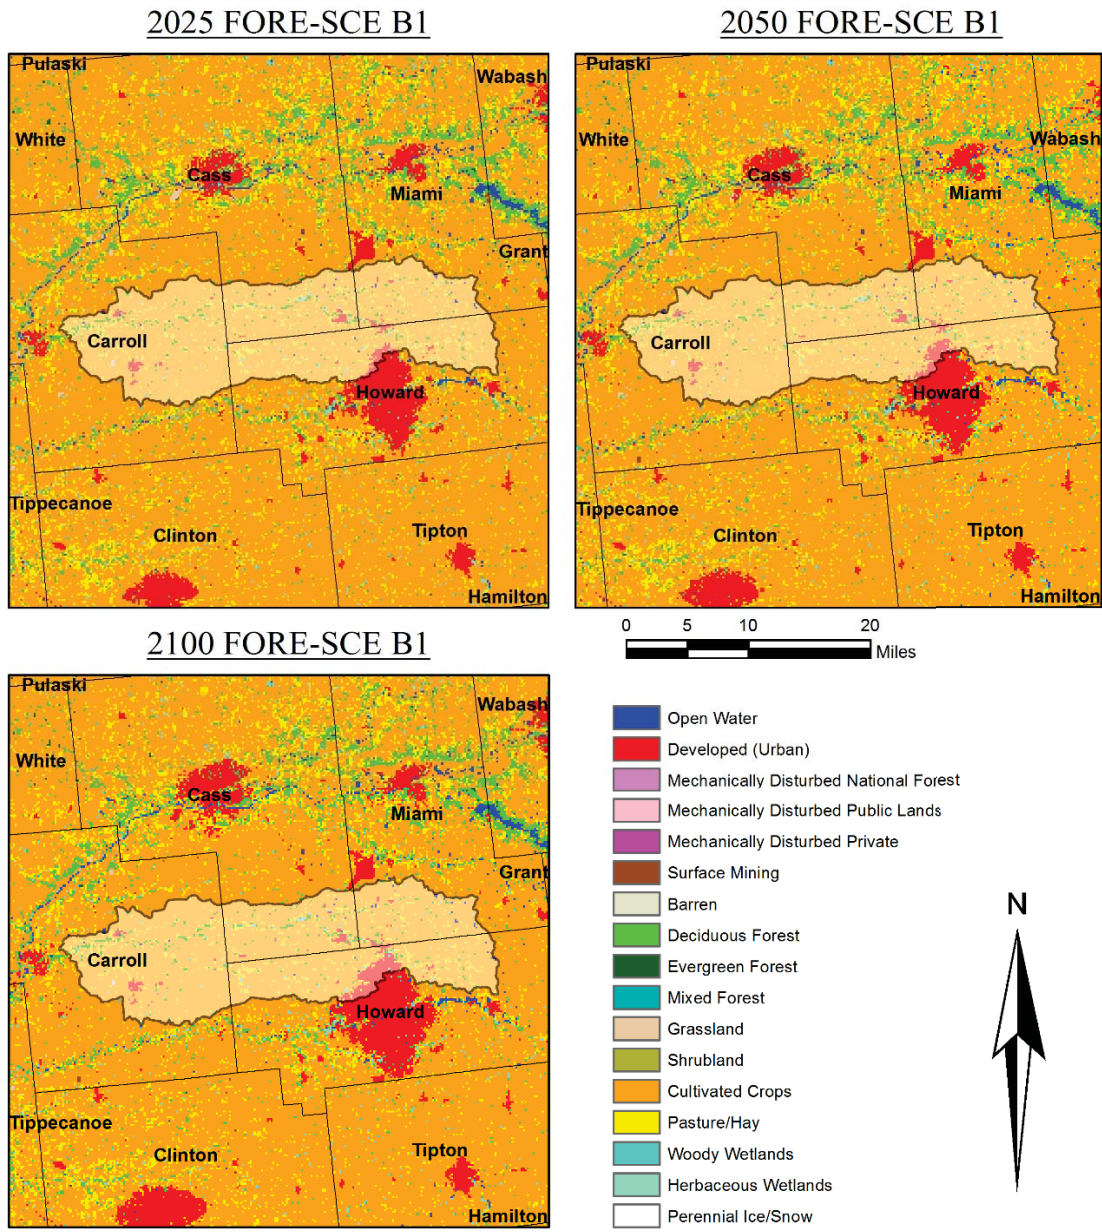 2025 FORE-SCE B1
2050 FORE-SCE B1
Pulaski
Wabash
White
Cass
Miami
Grant
Carroll
Howard
Tippecanoe
Clinton
Tipton
Hamilton
Pulaski
White
Wabash
Cass
Miami
Grant
Carroll
Howard
Tippecanoe
Clinton
Tipton
Hamilton
2100 FORE-SCE B1
0 5 10 20
Miles
Pulaski
Wabash
White
Cass
Miami
Grant
Carroll
Howard
Tippecanoe
Clinton
Tipton
Hamilton
Open Water
Developed (Urban)
Mechanically Disturbed National Forest
Mechanically Disturbed Public Lands
Mechanically Disturbed Private
Surface Mining
Barren
Deciduous Forest
Evergreen Forest
Mixed Forest
Grassland
Shrubland
Cultivated Crops
Pasture/Hay
Woody Wetlands
Herbaceous Wetlands
Perennial Ice/Snow
N